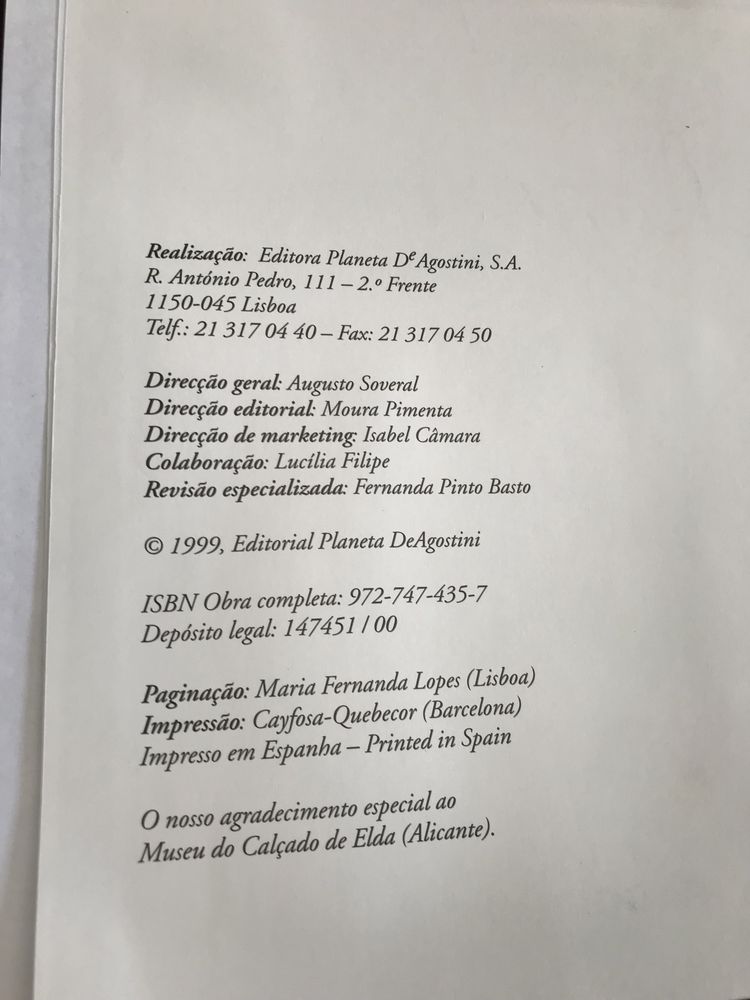 Realização: Editora Planeta DeAgostini, S.A.
R. António Pedro, 111 – 2.º Frente
1150-045 Lisboa
Telf.: 21 317 04 40 – Fax: 21 317 04 50
Direcção geral: Augusto Soveral
Direcção editorial: Moura Pimenta
Direcção de marketing: Isabel Câmara
Colaboração: Lucília Filipe
Revisão especializada: Fernanda Pinto Basto
© 1999, Editorial Planeta DeAgostini
ISBN Obra completa: 972-747-435-7
Depósito legal: 147451 / 00
Paginação: Maria Fernanda Lopes (Lisboa)
Impressão: Cayfosa-Quebecor (Barcelona)
Impresso em Espanha – Printed in Spain
O nosso agradecimento especial ao
Museu do Calçado de Elda (Alicante).